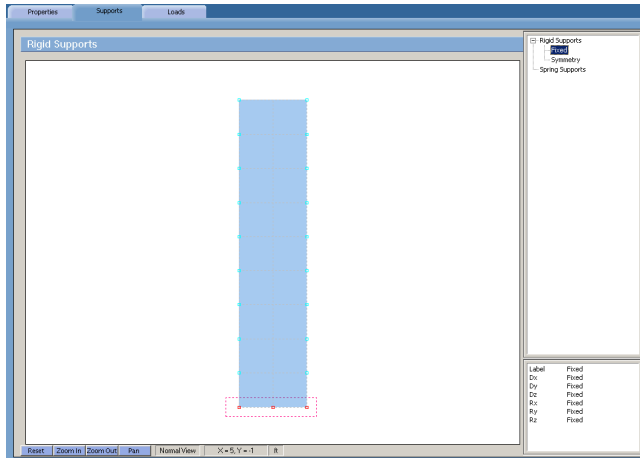 Properties Supports Loads
Rigid Supports
Rigid Supports
Fixed
Symmetry
Spring Supports
Label Fixed
Dx Fixed
Dy Fixed
Dz Fixed
Rx Fixed
Ry Fixed
Rz Fixed
Reset Zoom In Zoom Out Pan Normal View X = 5, Y = -1 ft